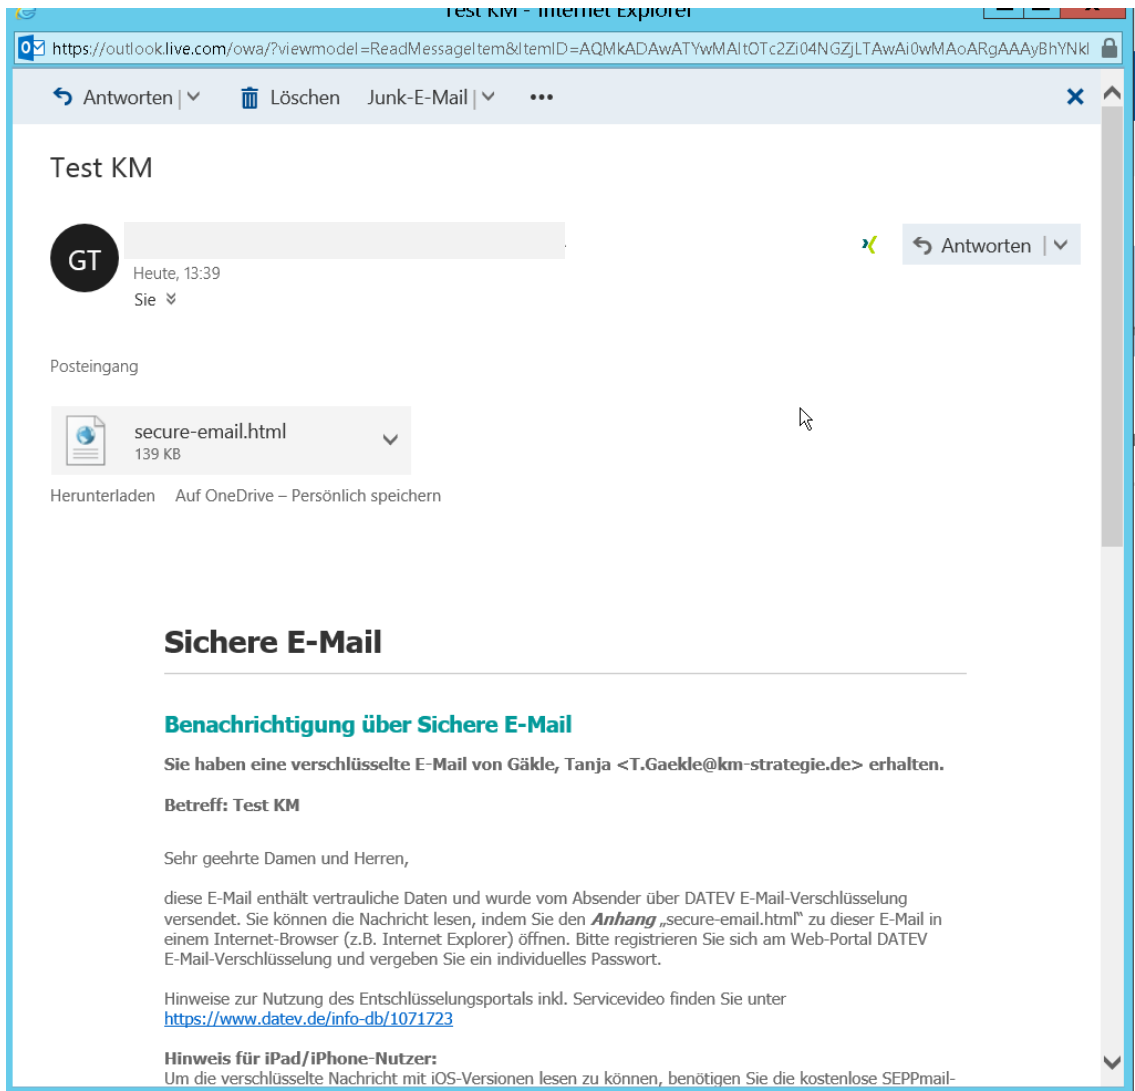 Test KM - Internet Explorer
https://outlook.live.com/owa/?viewmodel=ReadMessageItem&ItemID=AQMkADAwATYwMAItOTc2Zi04NGZjLTAwAi0wMAoARgAAAyBhYNkI
Antworten | Löschen Junk-E-Mail | •••
Test KM
GT
Antworten |
Heute, 13:39
Sie
Posteingang
secure-email.html
139 KB
Herunterladen Auf OneDrive – Persönlich speichern
Sichere E-Mail
Benachrichtigung über Sichere E-Mail
Sie haben eine verschlüsselte E-Mail von Gäkle, Tanja <T.Gaekle@km-strategie.de> erhalten.
Betreff: Test KM
Sehr geehrte Damen und Herren,
diese E-Mail enthält vertrauliche Daten und wurde vom Absender über DATEV E-Mail-Verschlüsselung
versendet. Sie können die Nachricht lesen, indem Sie den Anhang „secure-email.html" zu dieser E-Mail in
einem Internet-Browser (z.B. Internet Explorer) öffnen. Bitte registrieren Sie sich am Web-Portal DATEV
E-Mail-Verschlüsselung und vergeben Sie ein individuelles Passwort.
Hinweise zur Nutzung des Entschlüsselungsportals inkl. Servicevideo finden Sie unter
https://www.datev.de/info-db/1071723
Hinweis für iPad/iPhone-Nutzer:
Um die verschlüsselte Nachricht mit iOS-Versionen lesen zu können, benötigen Sie die kostenlose SEPPmail-